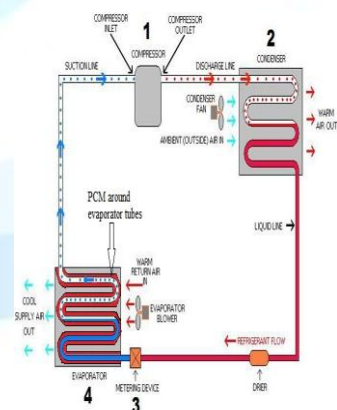 COMPRESSOR
INLET
1
COMPRESSOR
OUTLET
2
COMPRESSOR
CONDENSER
SUCTION LINE
DISCHARGE LINE
CONDENSER
FAN
WARM
AIR OUT
AMBIENT (OUTSIDE) AIR IN
PCM around
evaporator tubes
LIQUID LINE
WARM
RETURN AIR
IN
COOL
SUPPLY AIR
OUT
EVAPORATOR
BLOWER
REFRIGERANT FLOW
EVAPORATOR
METERING DEVICE
DRIER
4
3